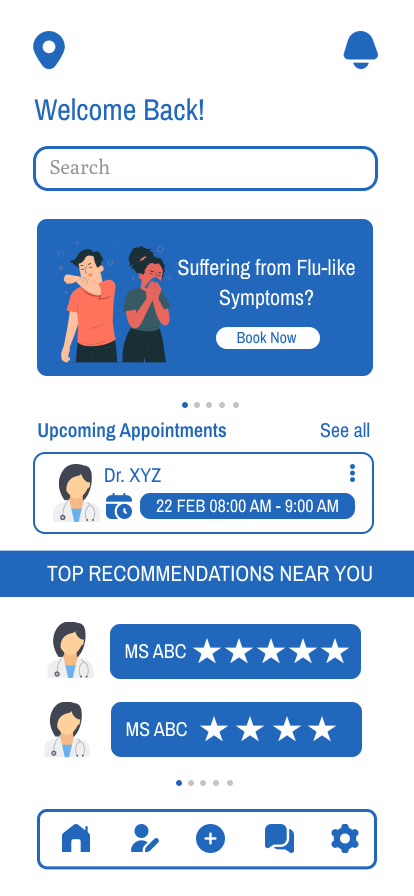 Welcome Back!
Search
Suffering from Flu-like
Symptoms?
Book Now
Upcoming Appointments
See all
Dr. XYZ
22 FEB 08:00 AM - 9:00 AM
TOP RECOMMENDATIONS NEAR YOU
MS ABC
MS ABC